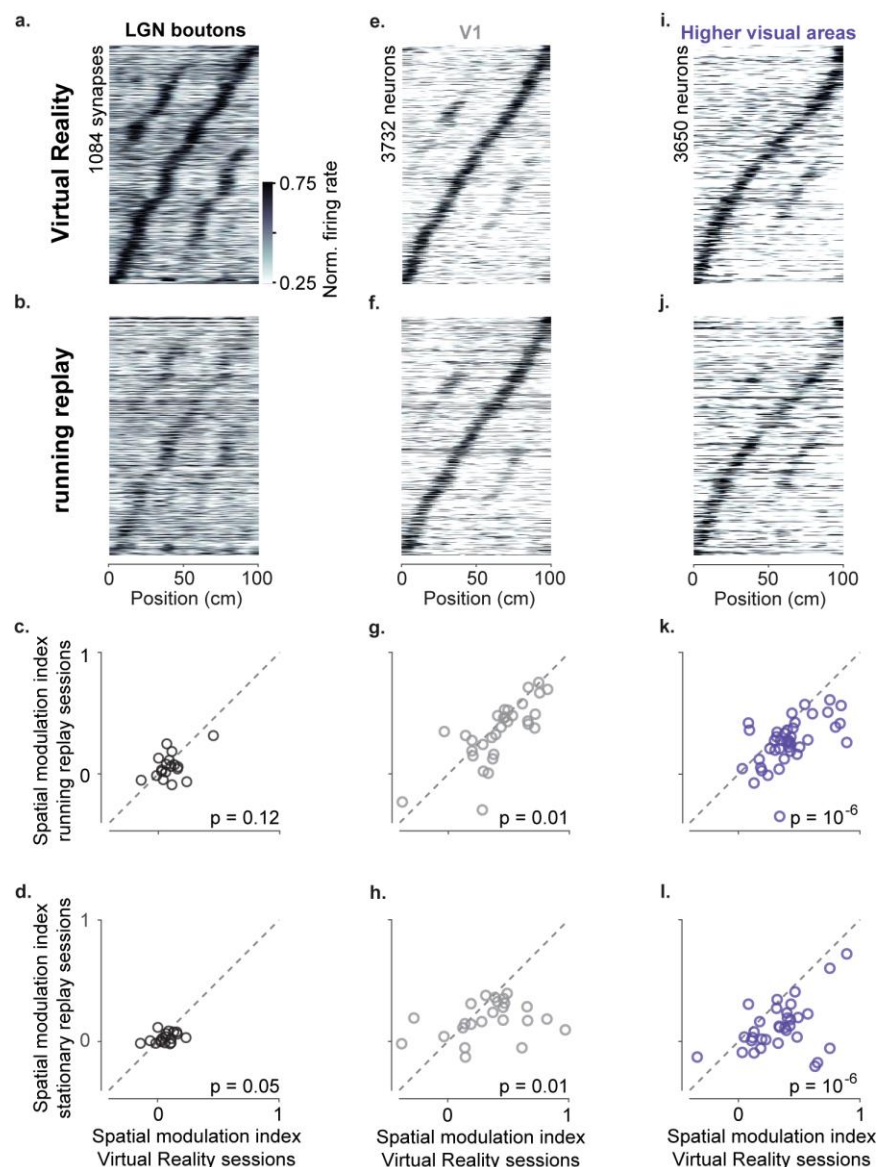 a.
LGN boutons
Virtual Reality
1084 synapses
0.75
Norm. firing rate
0.25
e.
V1
3732 neurons
i.
Higher visual areas
3650 neurons
b.
running replay
0 50 100
Position (cm)
f.
0 50 100
Position (cm)
j.
0 50 100
Position (cm)
c.
Spatial modulation index
running replay sessions
1
0
p = 0.12
g.
p = 0.01
k.
p = 10-6
d.
Spatial modulation index
stationary replay sessions
1
0
p = 0.05
0 1
Spatial modulation index
Virtual Reality sessions
h.
p = 0.01
0 1
Spatial modulation index
Virtual Reality sessions
l.
p = 10-6
0 1
Spatial modulation index
Virtual Reality sessions